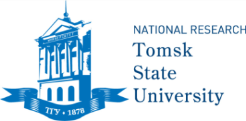 NATIONAL RESEARCH
Tomsk
State
University
ТГУ • 1878